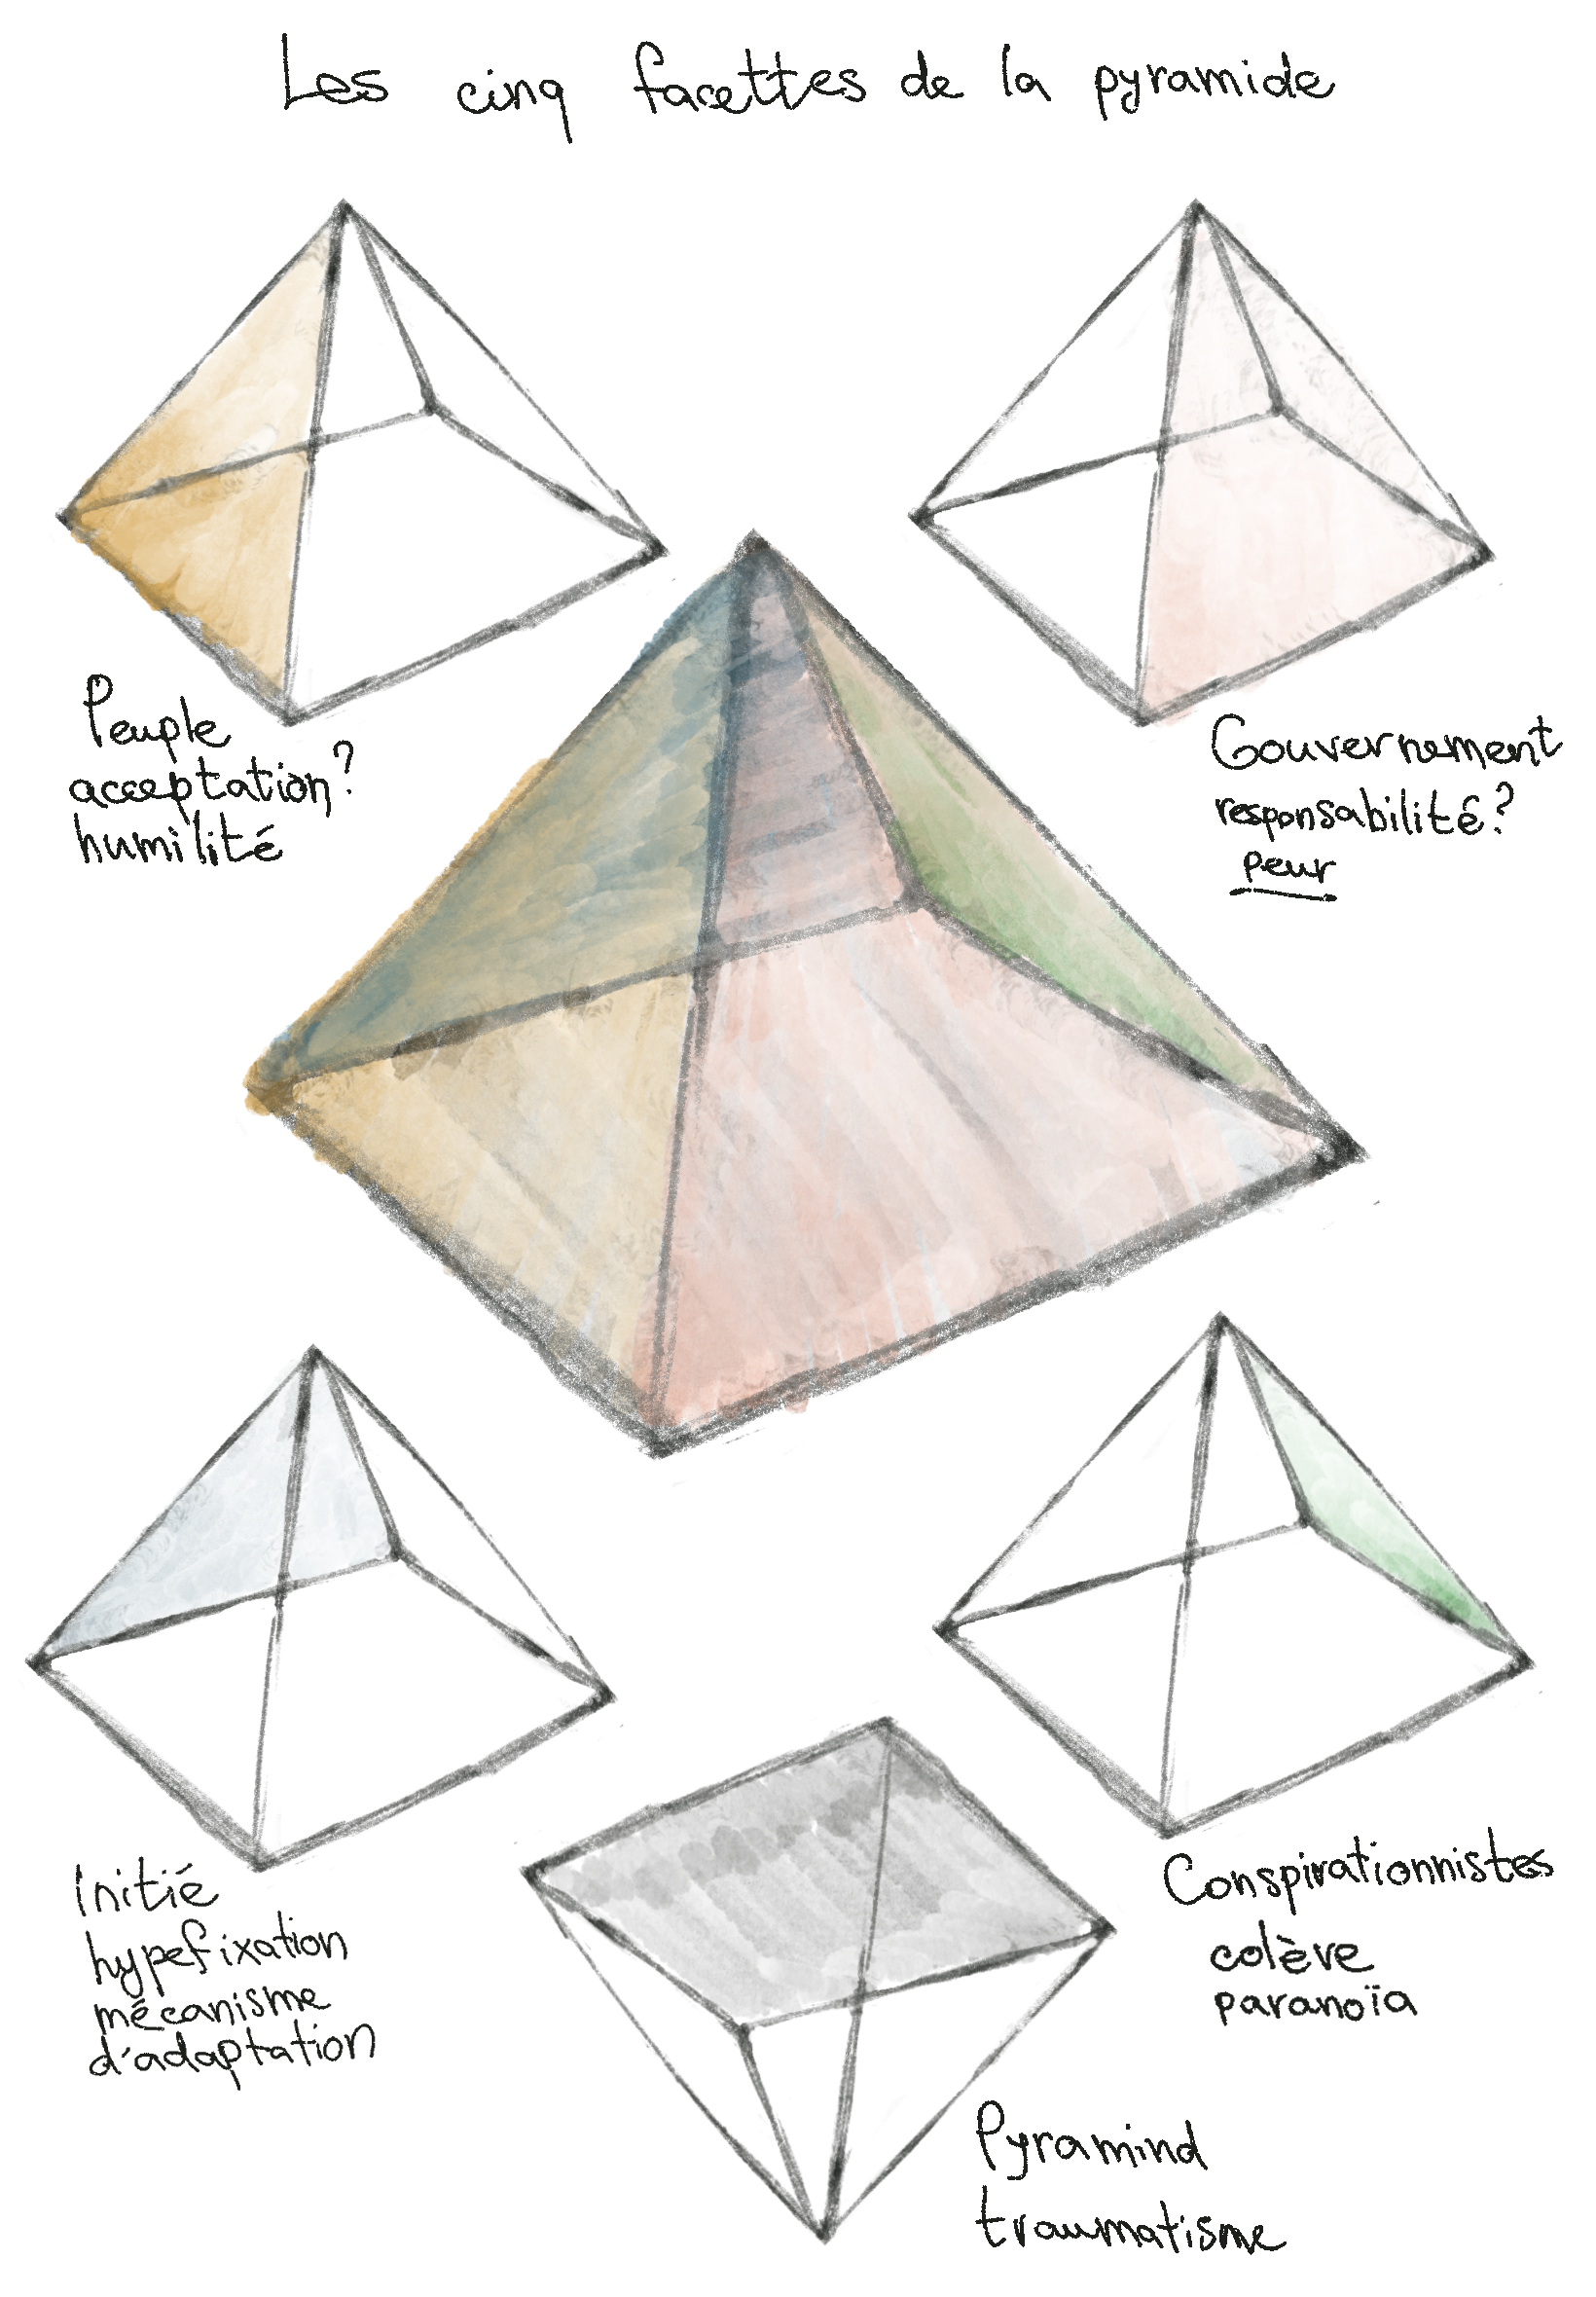 Les cinq facettes de la pyramide
Peuple
acceptation?
humilité
Gouvernement
responsabilité?
peur
Initié
hypefixation
mécanisme
d'adaptation
Conspirationnistes
colève
paranoïa
Pyramind
traumatisme